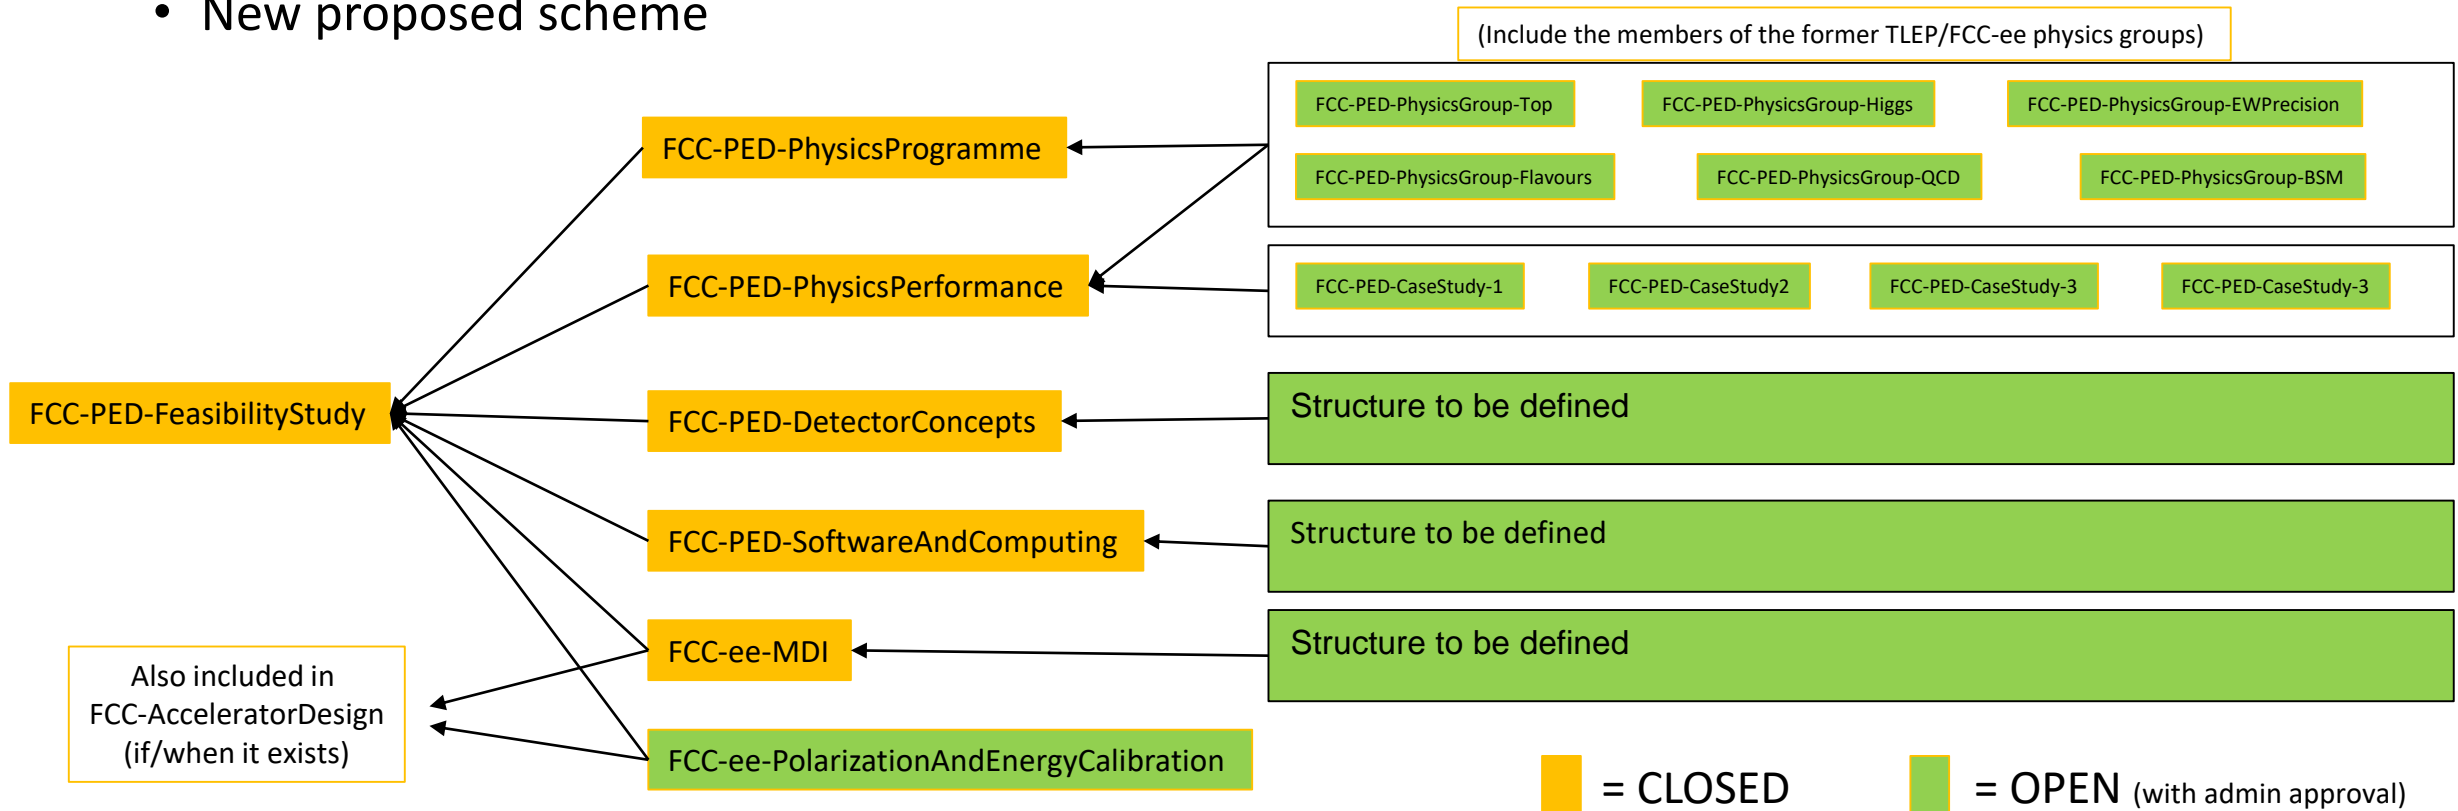 • New proposed scheme
(Include the members of the former TLEP/FCC-ee physics groups)
FCC-PED-PhysicsGroup-Top
FCC-PED-PhysicsGroup-Higgs
FCC-PED-PhysicsGroup-EWPrecision
FCC-PED-PhysicsProgramme
FCC-PED-PhysicsGroup-Flavours
FCC-PED-PhysicsGroup-QCD
FCC-PED-PhysicsGroup-BSM
FCC-PED-PhysicsPerformance
FCC-PED-CaseStudy-1
FCC-PED-CaseStudy2
FCC-PED-CaseStudy-3
FCC-PED-CaseStudy-3
FCC-PED-FeasibilityStudy
FCC-PED-DetectorConcepts
Structure to be defined
FCC-PED-SoftwareAndComputing
Structure to be defined
FCC-ee-MDI
Structure to be defined
Also included in
FCC-AcceleratorDesign
(if/when it exists)
FCC-ee-PolarizationAndEnergyCalibration
= CLOSED
= OPEN (with admin approval)